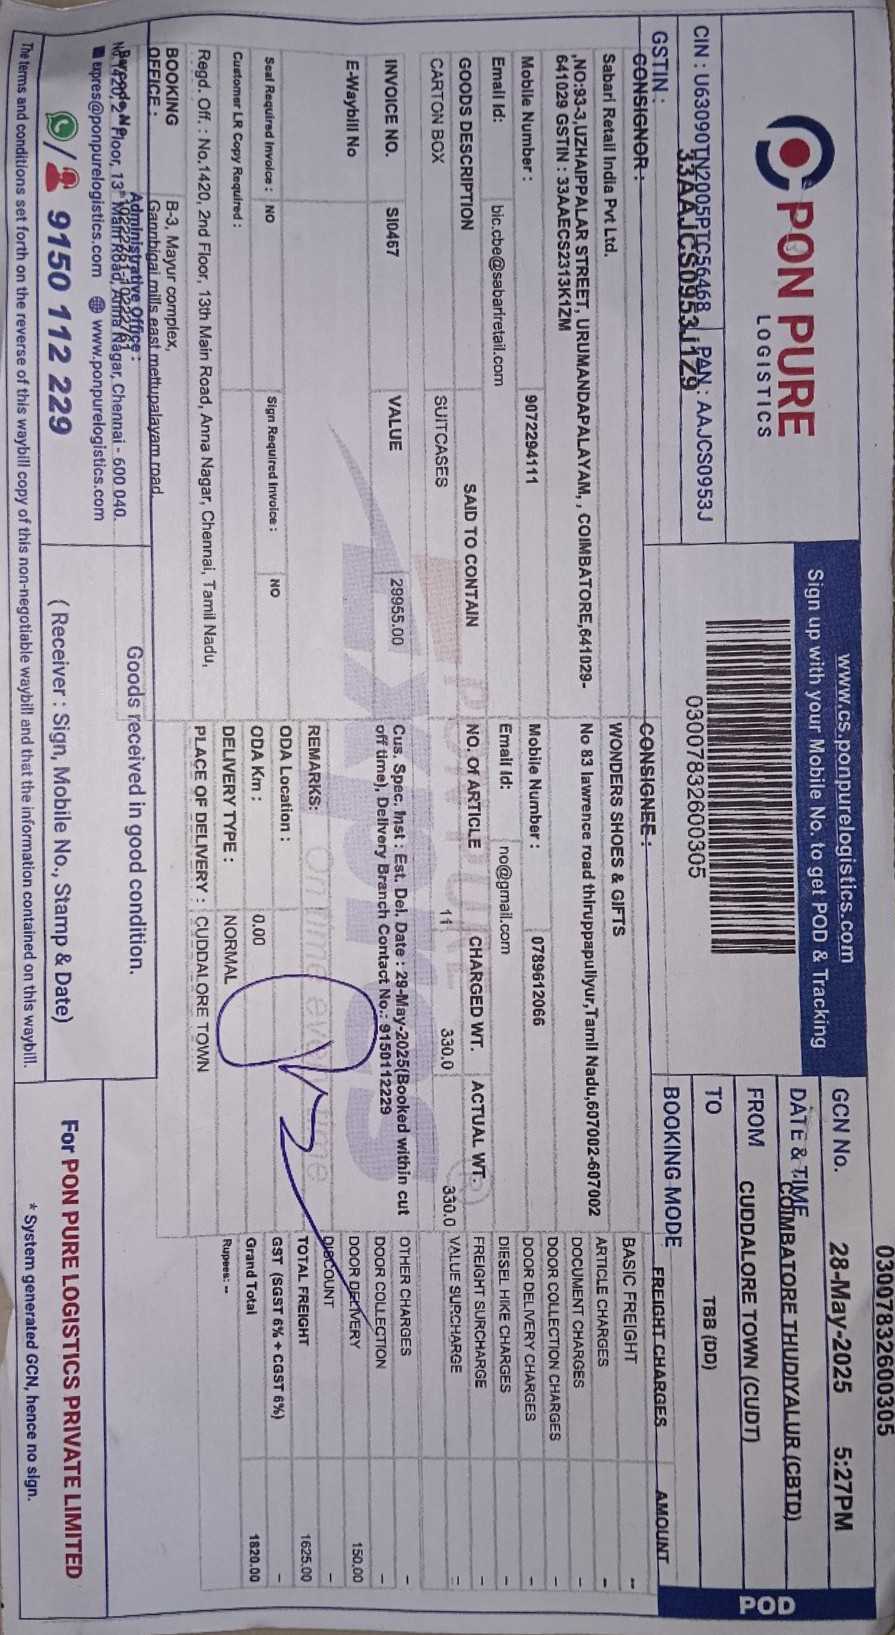 03007832600305
PON PURE
LOGISTICS
CIN : U63090TN2005PTC56468 PAN : AAJCS0953J
GSTIN : 33AAJCS0953J1Z9
www.cs.ponpurelogistics.com
Sign up with your Mobile No. to get POD & Tracking
03007832600305
GCN No. 28-May-2025 5:27PM
DATE & TIME
COIMBATORE THUDIYALUR (CBTD)
FROM CUDDALORE TOWN (CUDT)
TO TBB (DD)
BOOKING MODE
POD
CONSIGNOR :
Sabari Retail India Pvt Ltd.
,NO:93-3,UZHAIPPALAR STREET, URUMANDAPALAYAM, , COIMBATORE,641029-
641029 GSTIN : 33AAECS2313K1ZM
Mobile Number : 9072294111
Email Id: bic.cbe@sabariretail.com
CONSIGNEE :
WONDERS SHOES & GIFTS
No 83 lawrence road thiruppapuliyur,Tamil Nadu,607002-607002
Mobile Number : 0789612066
Email Id: no@gmail.com
GOODS DESCRIPTION SAID TO CONTAIN NO. Of ARTICLE CHARGED WT. ACTUAL WT.
CARTON BOX SUITCASES 11 330.0 330.0
INVOICE NO. SI0467 VALUE 29955.00
E-Waybill No
Cus. Spec. Inst : Est. Del. Date : 29-May-2025(Booked within cut
off time), Delivery Branch Contact No.: 9150112229
REMARKS:
Seal Required Invoice : NO Sign Required Invoice : NO
ODA Location :
Customer LR Copy Required :
ODA Km : 0.00
DELIVERY TYPE : NORMAL
Regd. Off. : No.1420, 2nd Floor, 13th Main Road, Anna Nagar, Chennai, Tamil Nadu,
PLACE OF DELIVERY : CUDDALORE TOWN
FREIGHT CHARGES AMOUNT
BASIC FREIGHT --
ARTICLE CHARGES -
DOCUMENT CHARGES -
DOOR COLLECTION CHARGES -
DOOR DELIVERY CHARGES -
DIESEL HIKE CHARGES -
FREIGHT SURCHARGE -
VALUE SURCHARGE -
OTHER CHARGES -
DOOR COLLECTION -
DOOR DELIVERY 150.00
DISCOUNT -
TOTAL FREIGHT 1625.00
GST (SGST 6% + CGST 6%) -
Grand Total 1820.00
Rupees: --
PON PURE
Expres
On time every time
BOOKING
OFFICE :
B-3, Mayur complex,
Gannbigai mills east mettupalayam road
Administrative Office :
No.1420, 2nd Floor, 13th Main Road, Anna Nagar, Chennai - 600 040.
expres@ponpurelogistics.com www.ponpurelogistics.com
9150 112 229
Goods received in good condition.
( Receiver : Sign, Mobile No., Stamp & Date)
For PON PURE LOGISTICS PRIVATE LIMITED
* System generated GCN, hence no sign.
The terms and conditions set forth on the reverse of this waybill copy of this non-negotiable waybill and that the information contained on this waybill.